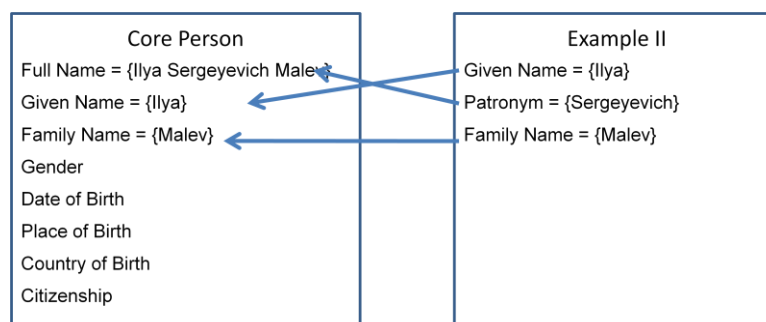 Core Person
Full Name = {Ilya Sergeyevich Malev}
Given Name = {Ilya}
Family Name = {Malev}
Gender
Date of Birth
Place of Birth
Country of Birth
Citizenship
Example II
Given Name = {Ilya}
Patronym = {Sergeyevich}
Family Name = {Malev}